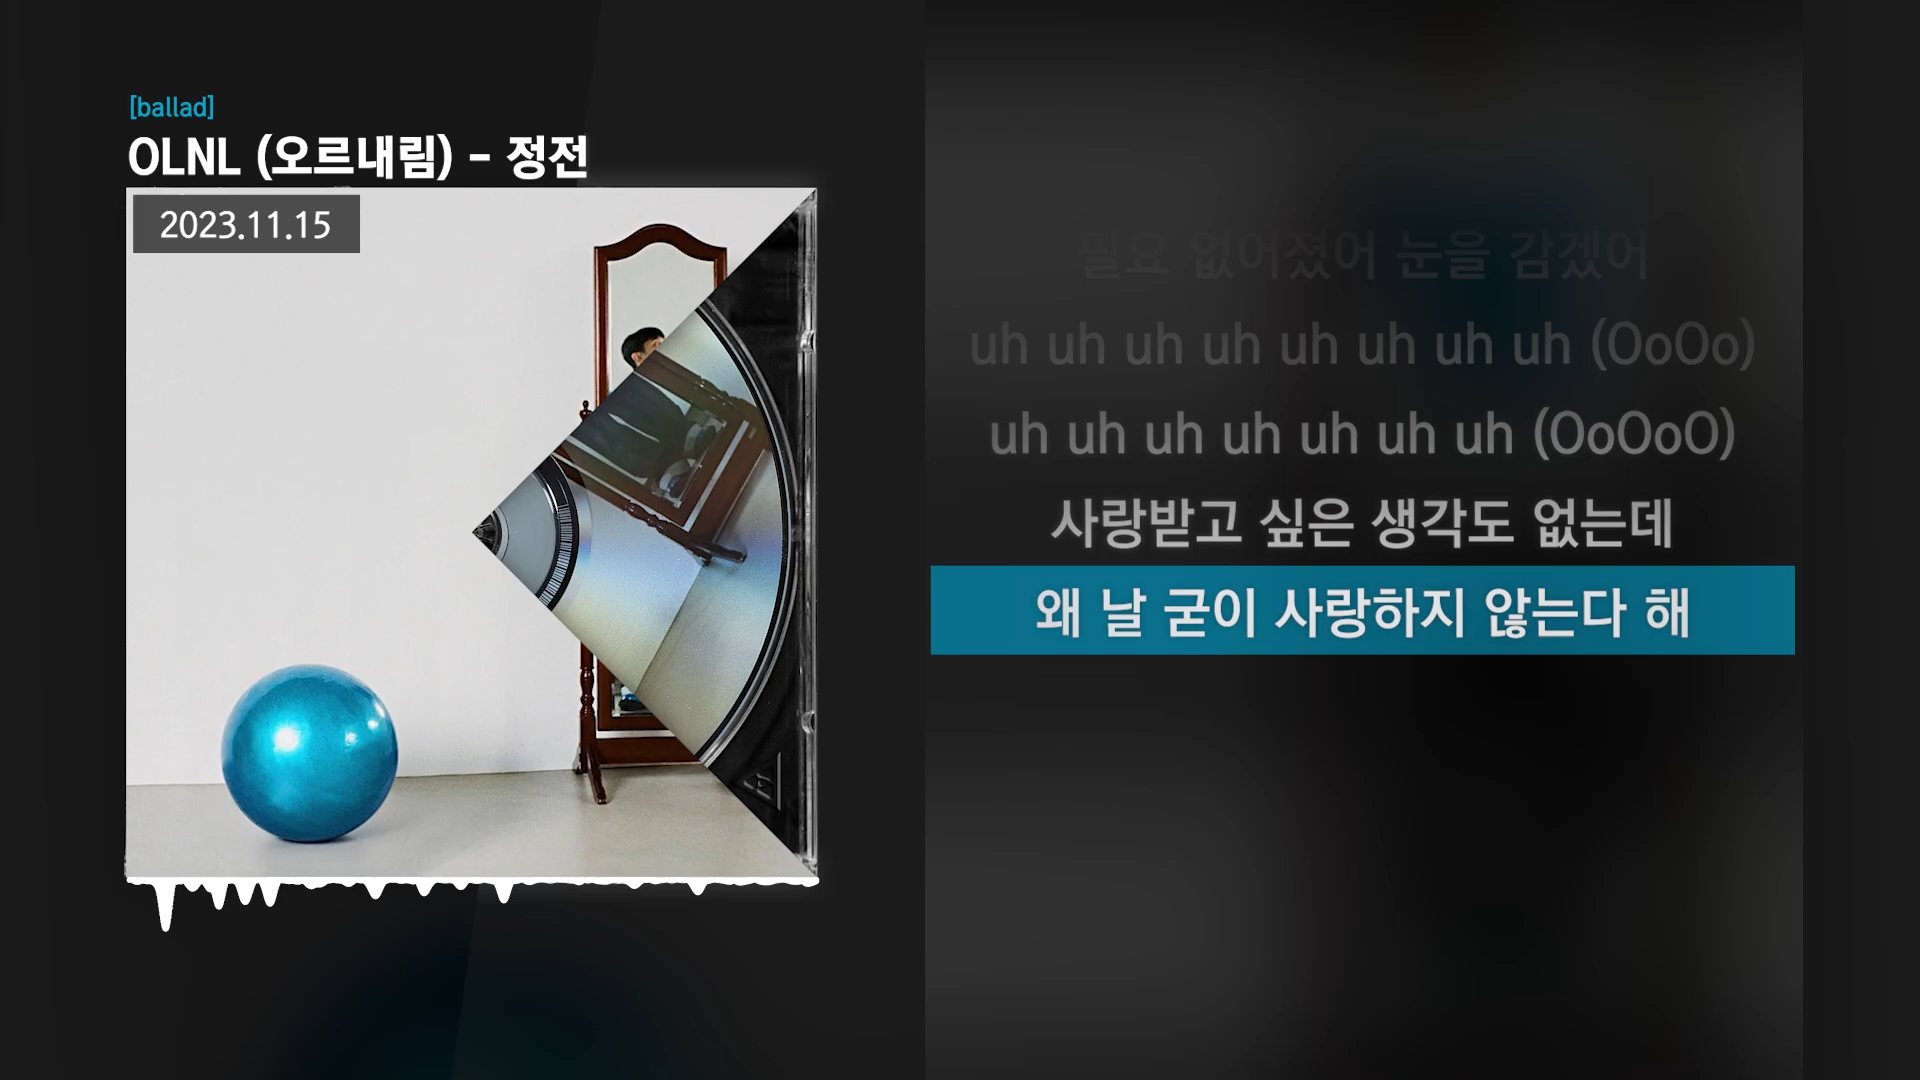 [ballad]
OLNL (오르내림) - 정전
2023.11.15
필요 없어졌어 눈을 감겠어
uh uh uh uh uh uh uh uh (OoOo)
uh uh uh uh uh uh uh (OoOoO)
사랑받고 싶은 생각도 없는데
왜 날 굳이 사랑하지 않는다 해